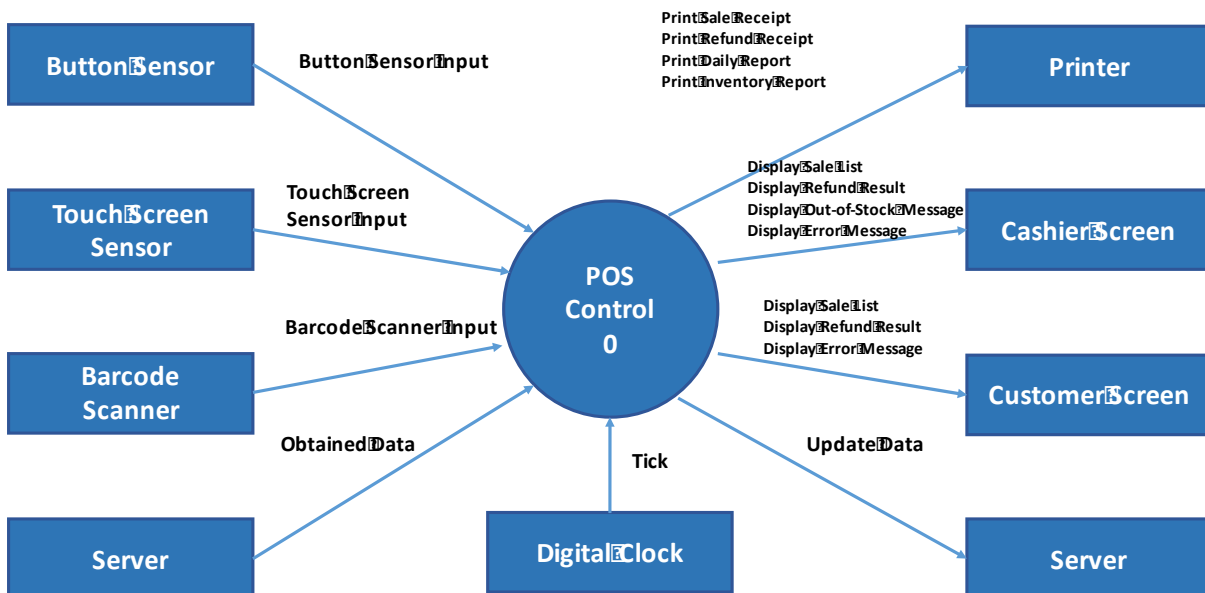 Button Sensor
Button Sensor Input
Print Sale Receipt
Print Refund Receipt
Print Daily Report
Print Inventory Report
Printer
Touch Screen
Sensor
Touch Screen
Sensor Input
Display Sale List
Display Refund Result
Display Out-of-Stock Message
Display Error Message
Cashier Screen
POS
Control
0
Barcode
Scanner
Barcode Scanner Input
Display Sale List
Display Refund Result
Display Error Message
Customer Screen
Server
Obtained Data
Tick
Digital Clock
Update Data
Server